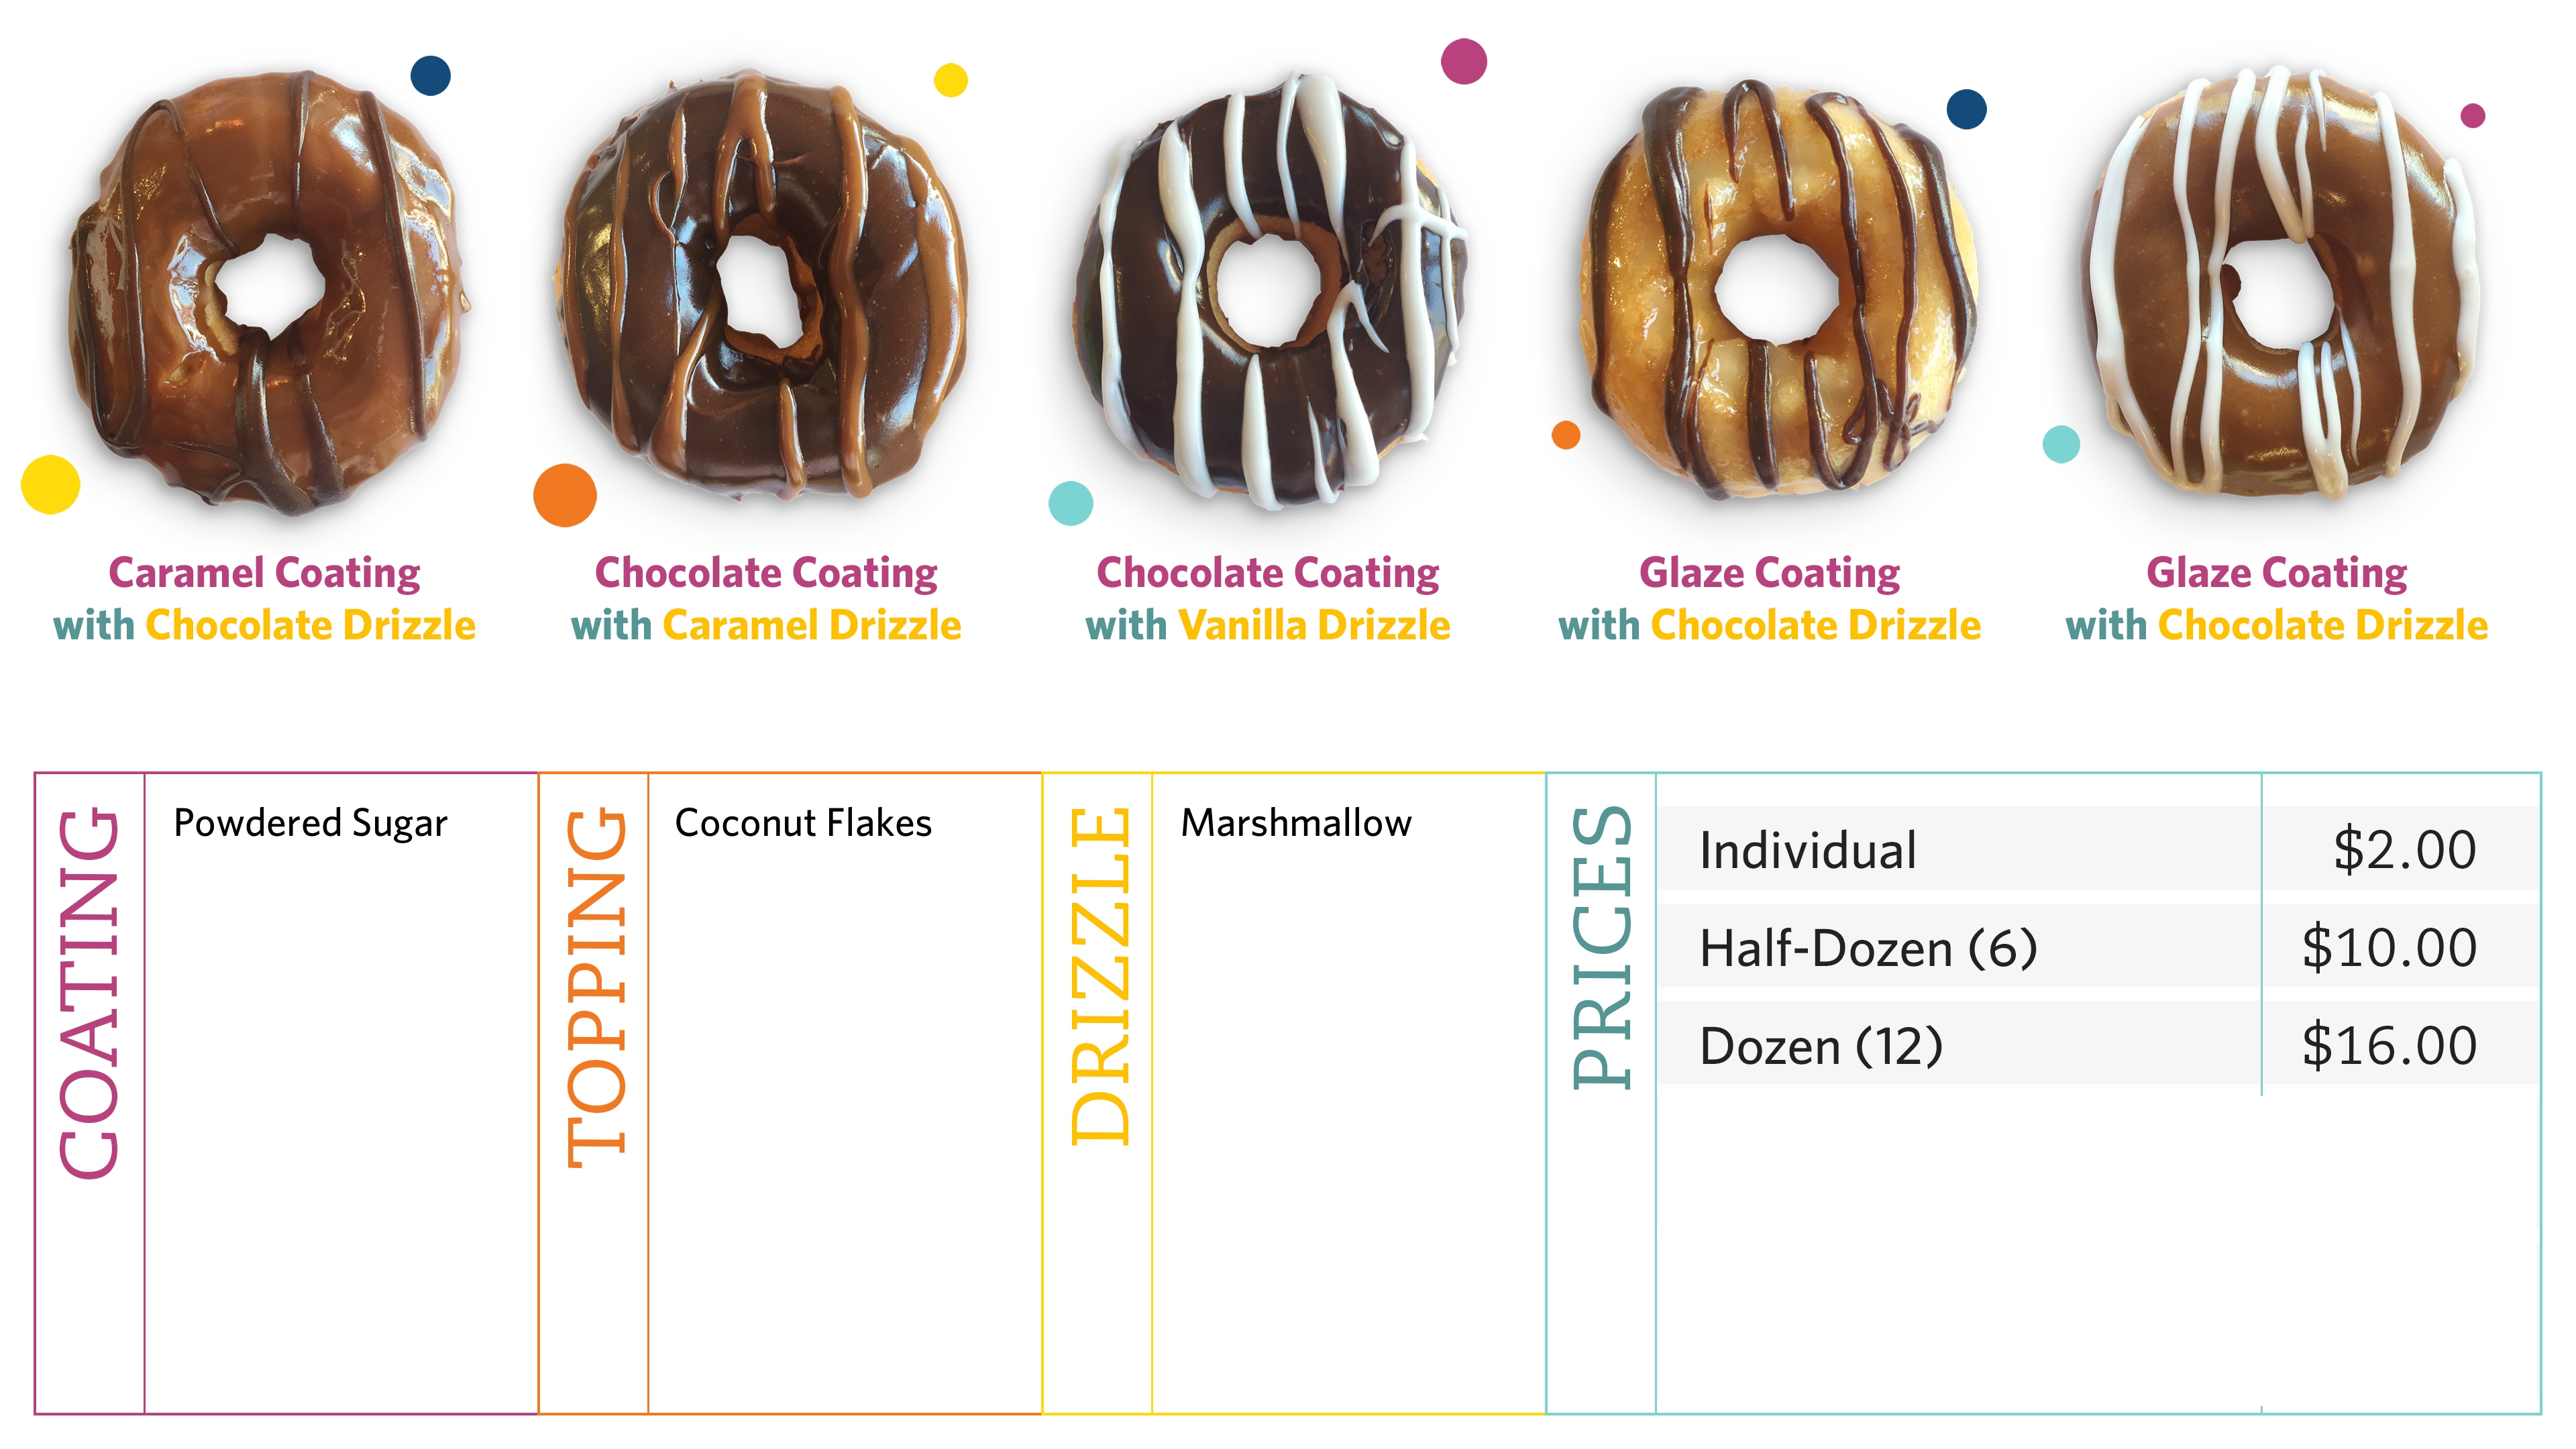 Caramel Coating
with Chocolate Drizzle
Chocolate Coating
with Caramel Drizzle
Chocolate Coating
with Vanilla Drizzle
Glaze Coating
with Chocolate Drizzle
Glaze Coating
with Chocolate Drizzle
COATING
Powdered Sugar
TOPPING
Coconut Flakes
DRIZZLE
Marshmallow
PRICES
Individual $2.00
Half-Dozen (6) $10.00
Dozen (12) $16.00